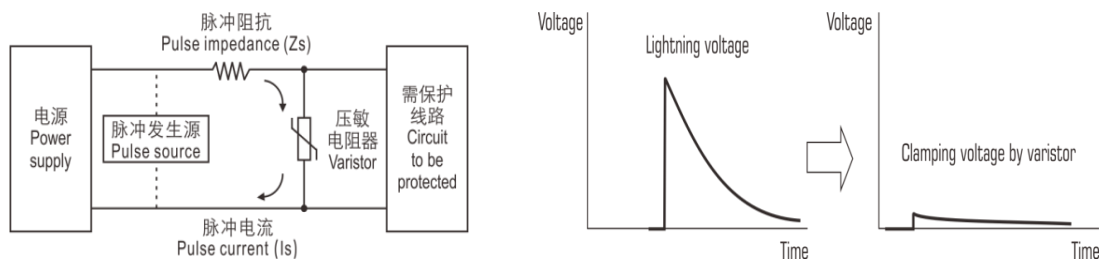 脉冲阻抗
Pulse impedance (Zs)
电源
Power
supply
脉冲发生源
Pulse source
压敏
电阻器
Varistor
需保护
线路
Circuit
to be
protected
脉冲电流
Pulse current (Is)
Voltage
Lightning voltage
Time
Voltage
Clamping voltage by varistor
Time